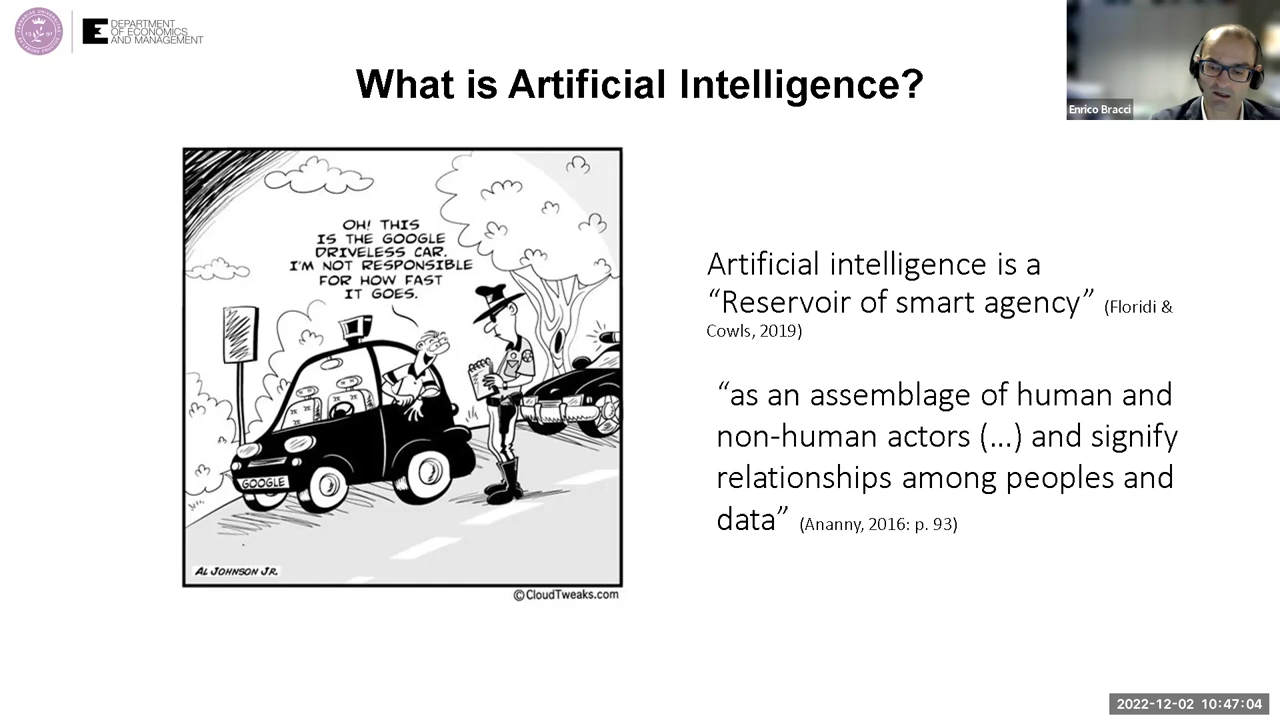 DEPARTMENT
OF ECONOMICS
AND MANAGEMENT
What is Artificial Intelligence?
Enrico Bracci
OH! THIS
IS THE GOOGLE
DRIVELESS CAR.
I'M NOT RESPONSIBLE
FOR HOW FAST
IT GOES.
GOOGLE
AL JOHNSON JR.
©CloudTweaks.com
Artificial intelligence is a
“Reservoir of smart agency” (Floridi &
Cowls, 2019)
“as an assemblage of human and
non-human actors (...) and signify
relationships among peoples and
data” (Ananny, 2016: p. 93)
2022-12-02 10:47:04